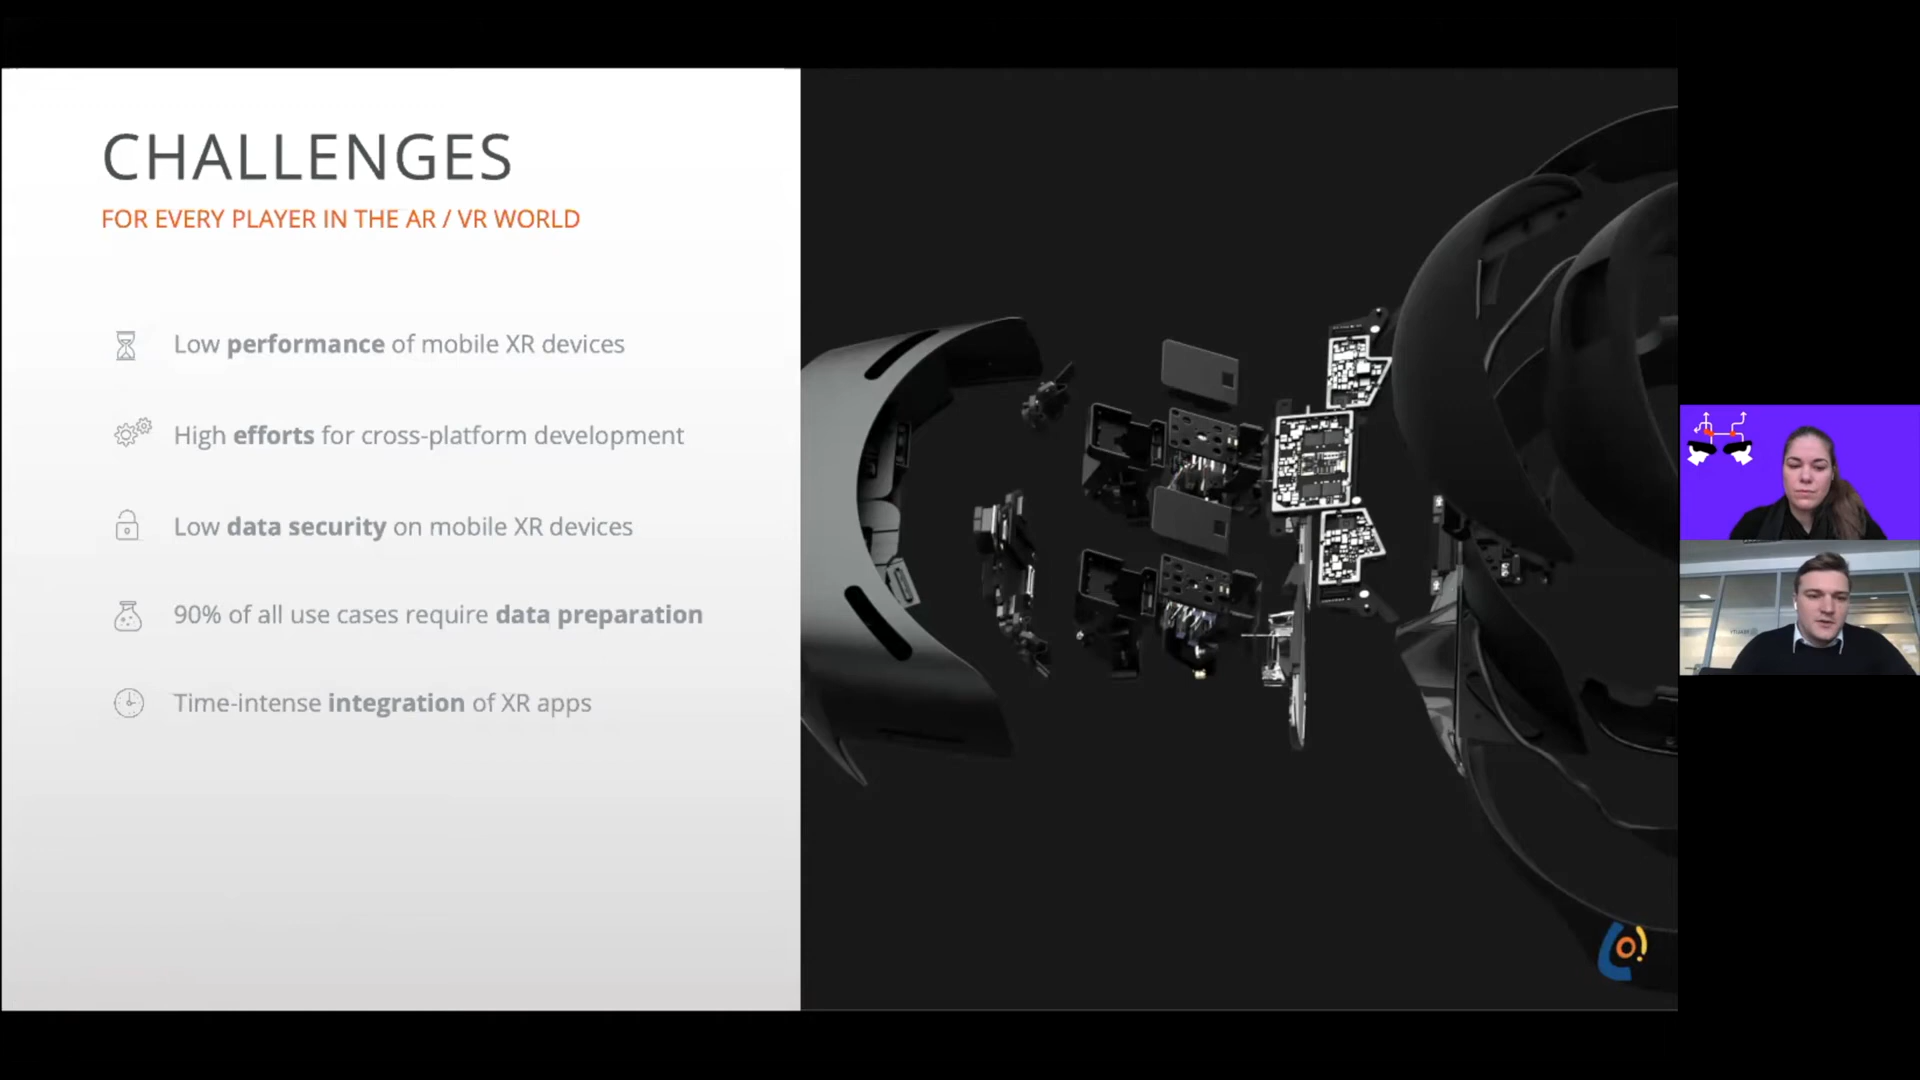 CHALLENGES
FOR EVERY PLAYER IN THE AR / VR WORLD
Low performance of mobile XR devices
High efforts for cross-platform development
Low data security on mobile XR devices
90% of all use cases require data preparation
Time-intense integration of XR apps